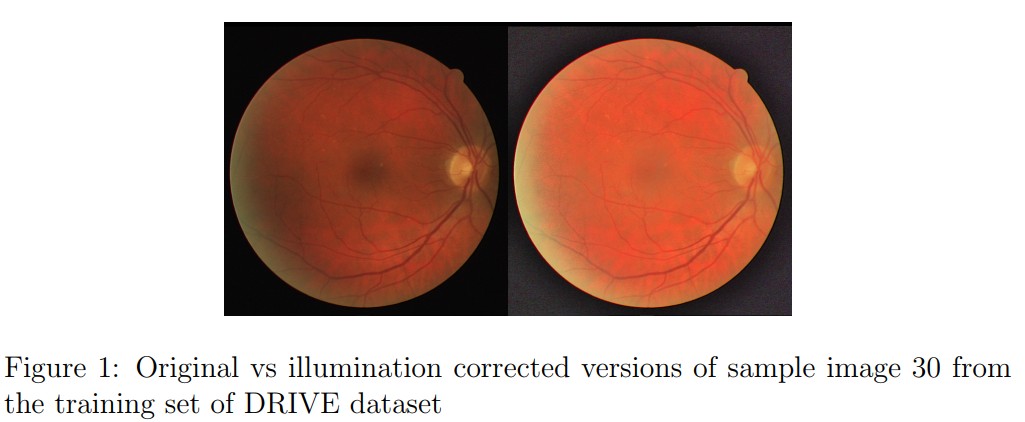 Figure 1: Original vs illumination corrected versions of sample image 30 from
the training set of DRIVE dataset